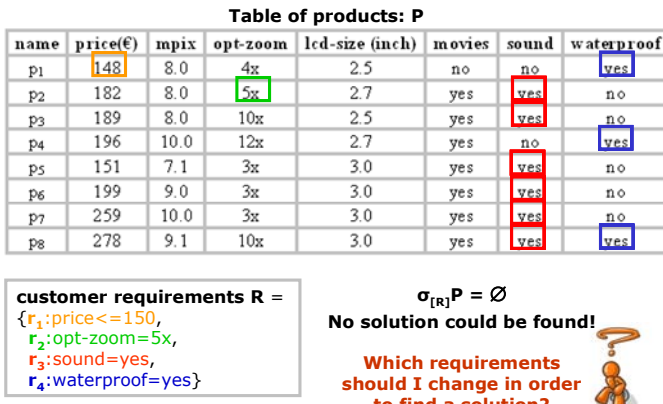 Table of products: P
name price(€) mpix opt-zoom lcd-size (inch) movies sound waterproof
p1 148 8.0 4x 2.5 no no yes
p2 182 8.0 5x 2.7 yes yes no
p3 189 8.0 10x 2.5 yes yes no
p4 196 10.0 12x 2.7 yes no yes
p5 151 7.1 3x 3.0 yes yes no
p6 199 9.0 3x 3.0 yes yes no
p7 259 10.0 3x 3.0 yes yes no
p8 278 9.1 10x 3.0 yes yes yes
customer requirements R =
{r1:price<=150,
r2:opt-zoom=5x,
r3:sound=yes,
r4:waterproof=yes}
σ[R]P = Ø
No solution could be found!
Which requirements
should I change in order
to find a solution?